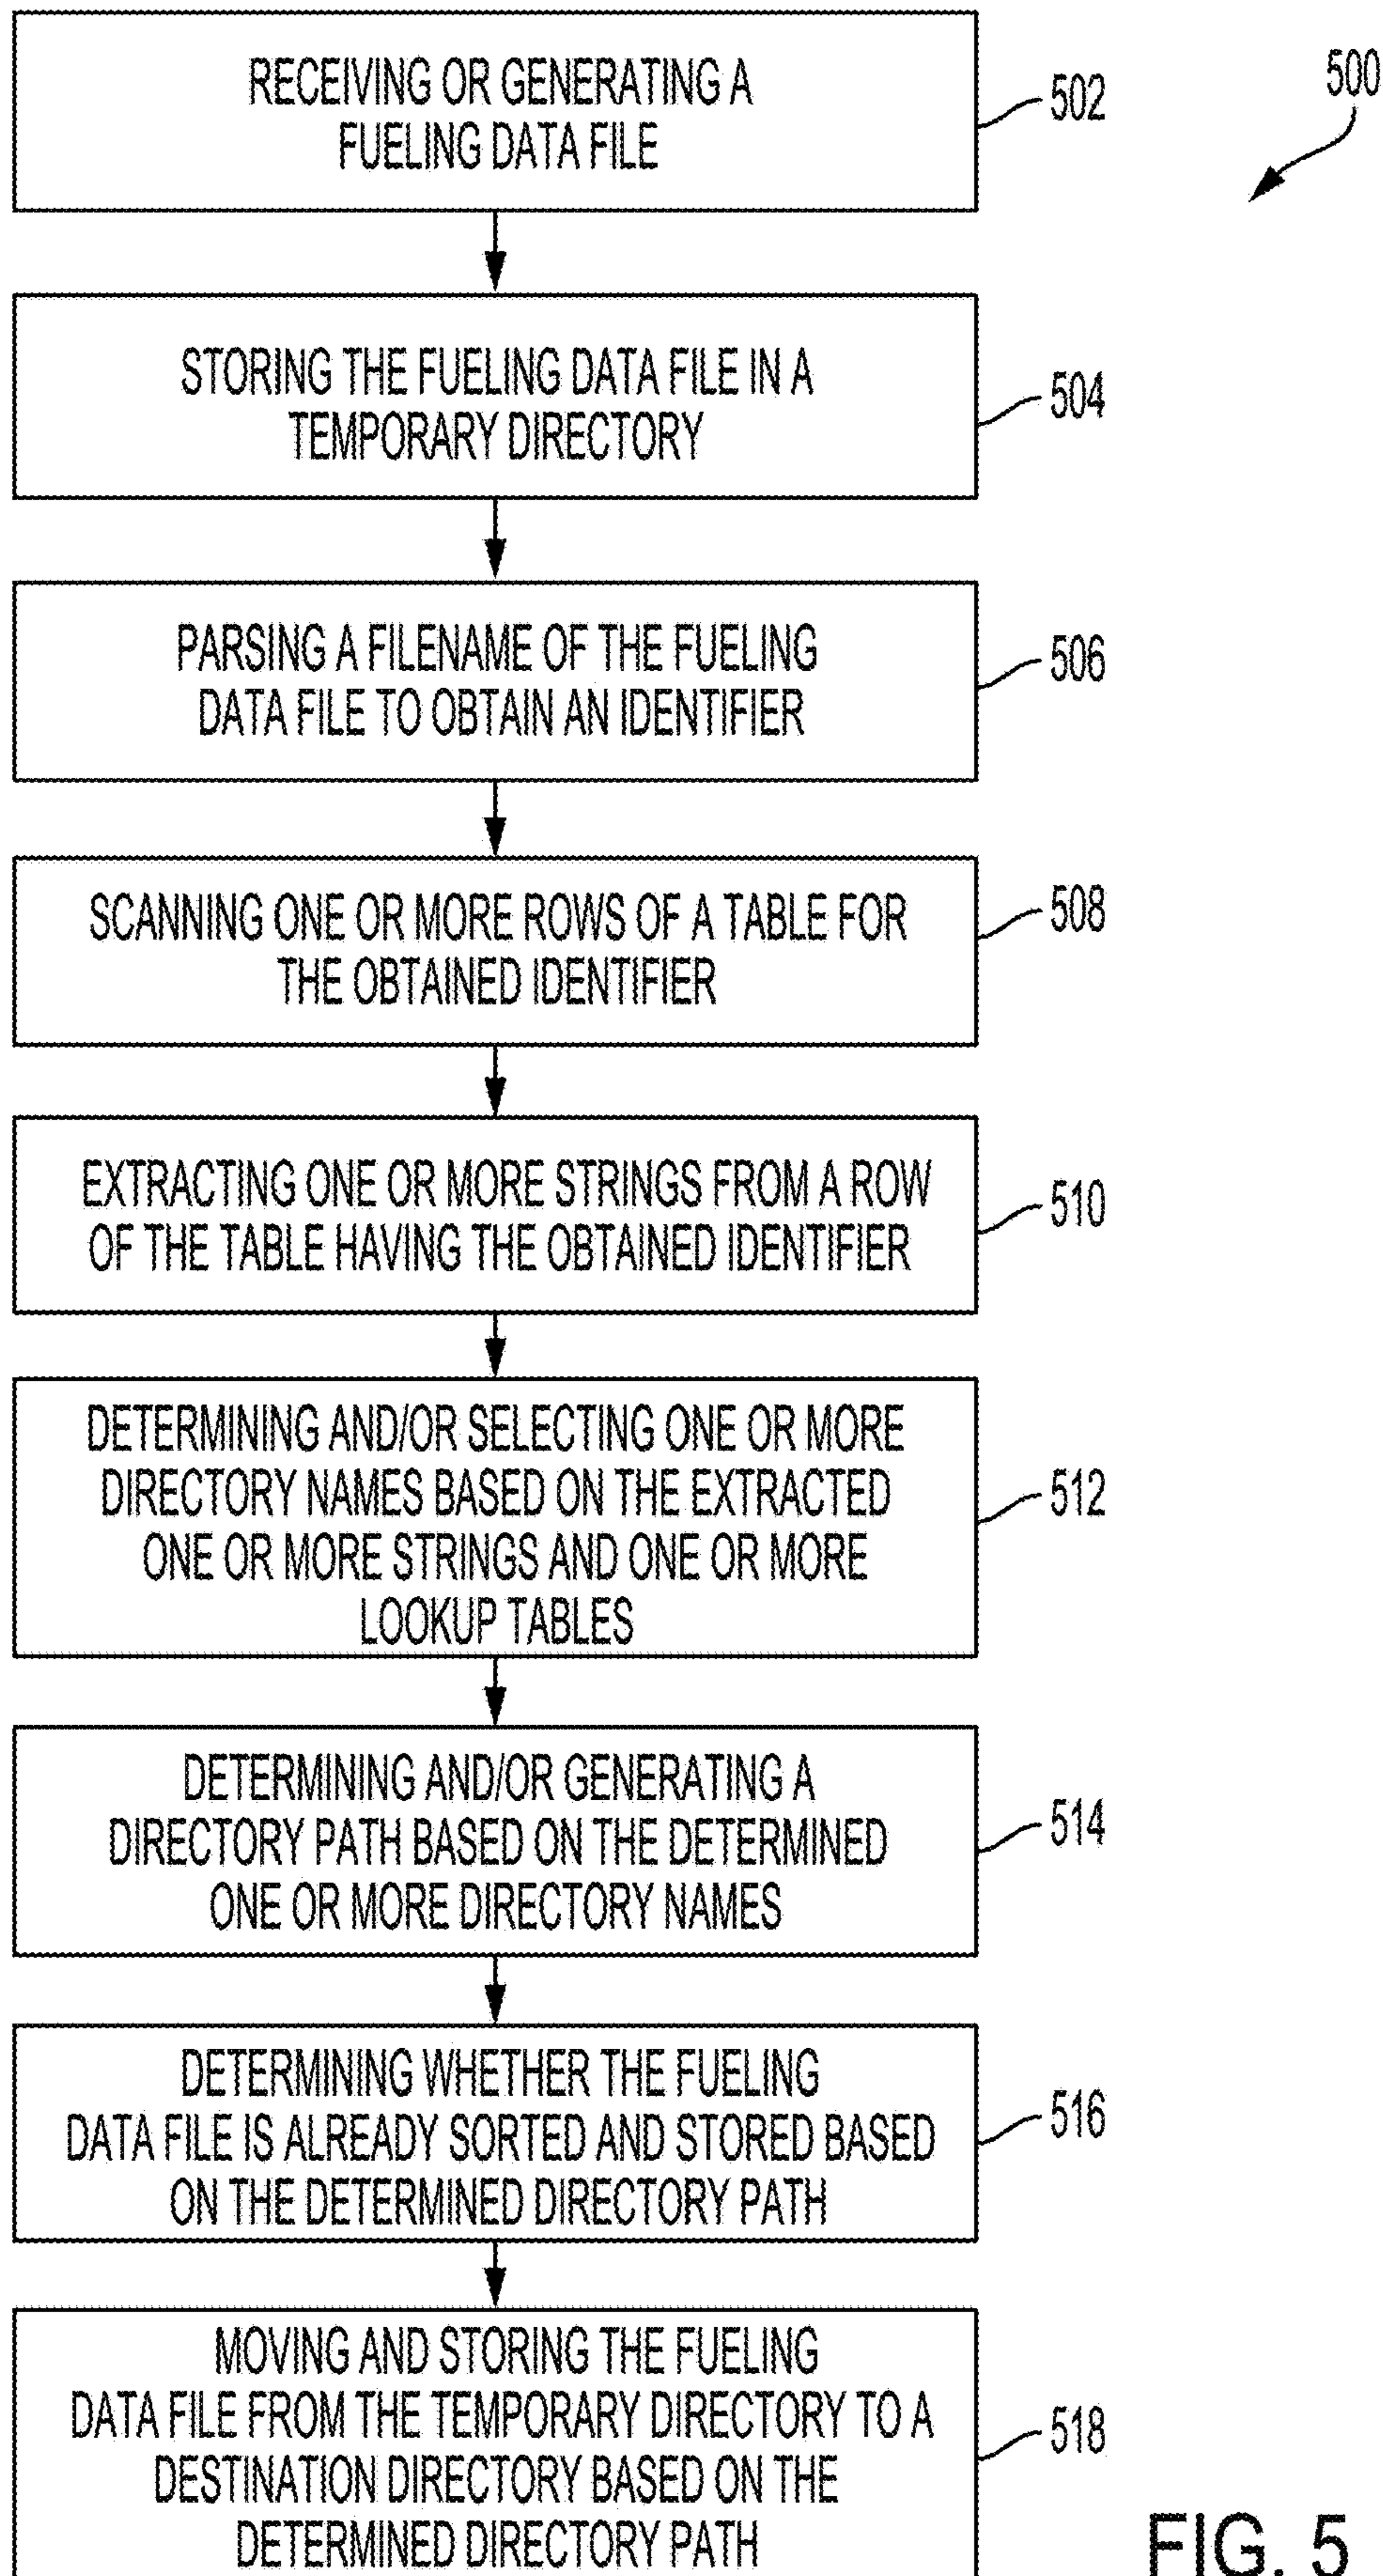 500
RECEIVING OR GENERATING A
FUELING DATA FILE
502
STORING THE FUELING DATA FILE IN A
TEMPORARY DIRECTORY
504
PARSING A FILENAME OF THE FUELING
DATA FILE TO OBTAIN AN IDENTIFIER
506
SCANNING ONE OR MORE ROWS OF A TABLE FOR
THE OBTAINED IDENTIFIER
508
EXTRACTING ONE OR MORE STRINGS FROM A ROW
OF THE TABLE HAVING THE OBTAINED IDENTIFIER
510
DETERMINING AND/OR SELECTING ONE OR MORE
DIRECTORY NAMES BASED ON THE EXTRACTED
ONE OR MORE STRINGS AND ONE OR MORE
LOOKUP TABLES
512
DETERMINING AND/OR GENERATING A
DIRECTORY PATH BASED ON THE DETERMINED
ONE OR MORE DIRECTORY NAMES
514
DETERMINING WHETHER THE FUELING
DATA FILE IS ALREADY SORTED AND STORED BASED
ON THE DETERMINED DIRECTORY PATH
516
MOVING AND STORING THE FUELING
DATA FILE FROM THE TEMPORARY DIRECTORY TO A
DESTINATION DIRECTORY BASED ON THE
DETERMINED DIRECTORY PATH
518
FIG. 5